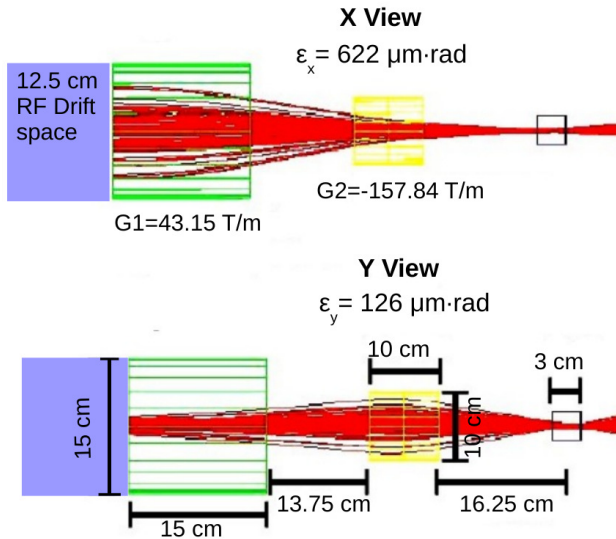 X View
εx = 622 μm·rad
12.5 cm
RF Drift
space
G2=-157.84 T/m
G1=43.15 T/m
Y View
εy= 126 μm·rad
10 cm
3 cm
15 cm
10 cm
13.75 cm
16.25 cm
15 cm